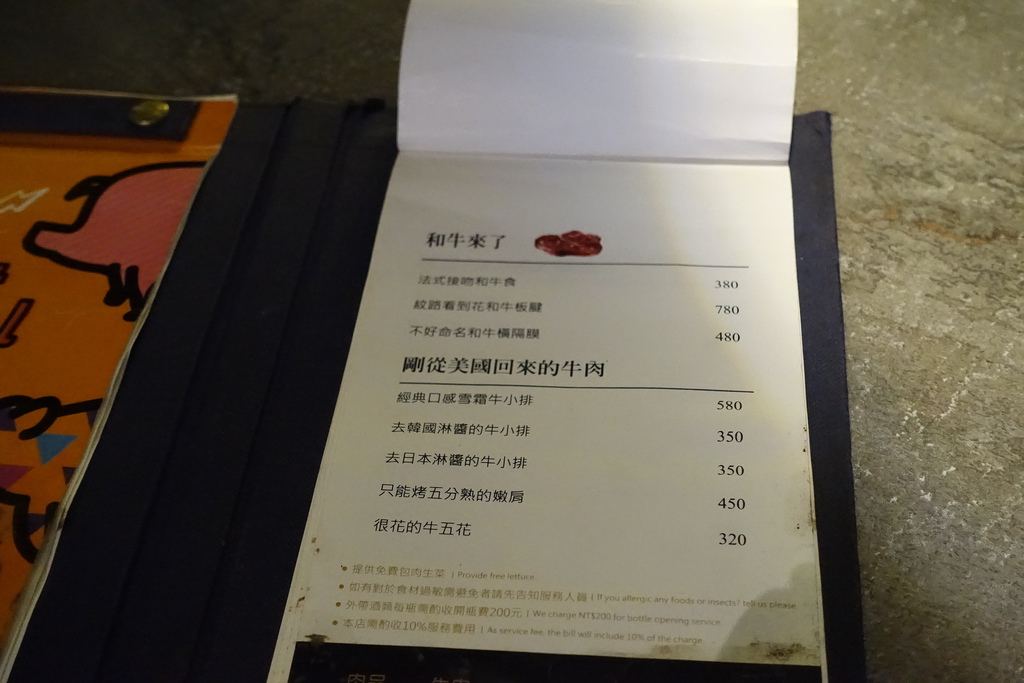 和牛來了
法式接吻和牛食 380
紋路看到花和牛板腱 780
不好命名和牛橫隔膜 480
剛從美國回來的牛肉
經典口感雪霜牛小排 580
去韓國淋醬的牛小排 350
去日本淋醬的牛小排 350
只能烤五分熟的嫩肩 450
很花的牛五花 320
• 提供免費包肉生菜 | Provide free lettuce.
• 如有對於食材過敏需避免者請先告知服務人員 | If you allergic any foods or insects? tell us please.
• 外帶酒類每瓶需酌收開瓶費200元 | We charge NT$200 for bottle opening service.
• 本店需酌收10%服務費用 | As service fee, the bill will include 10% of the charge.